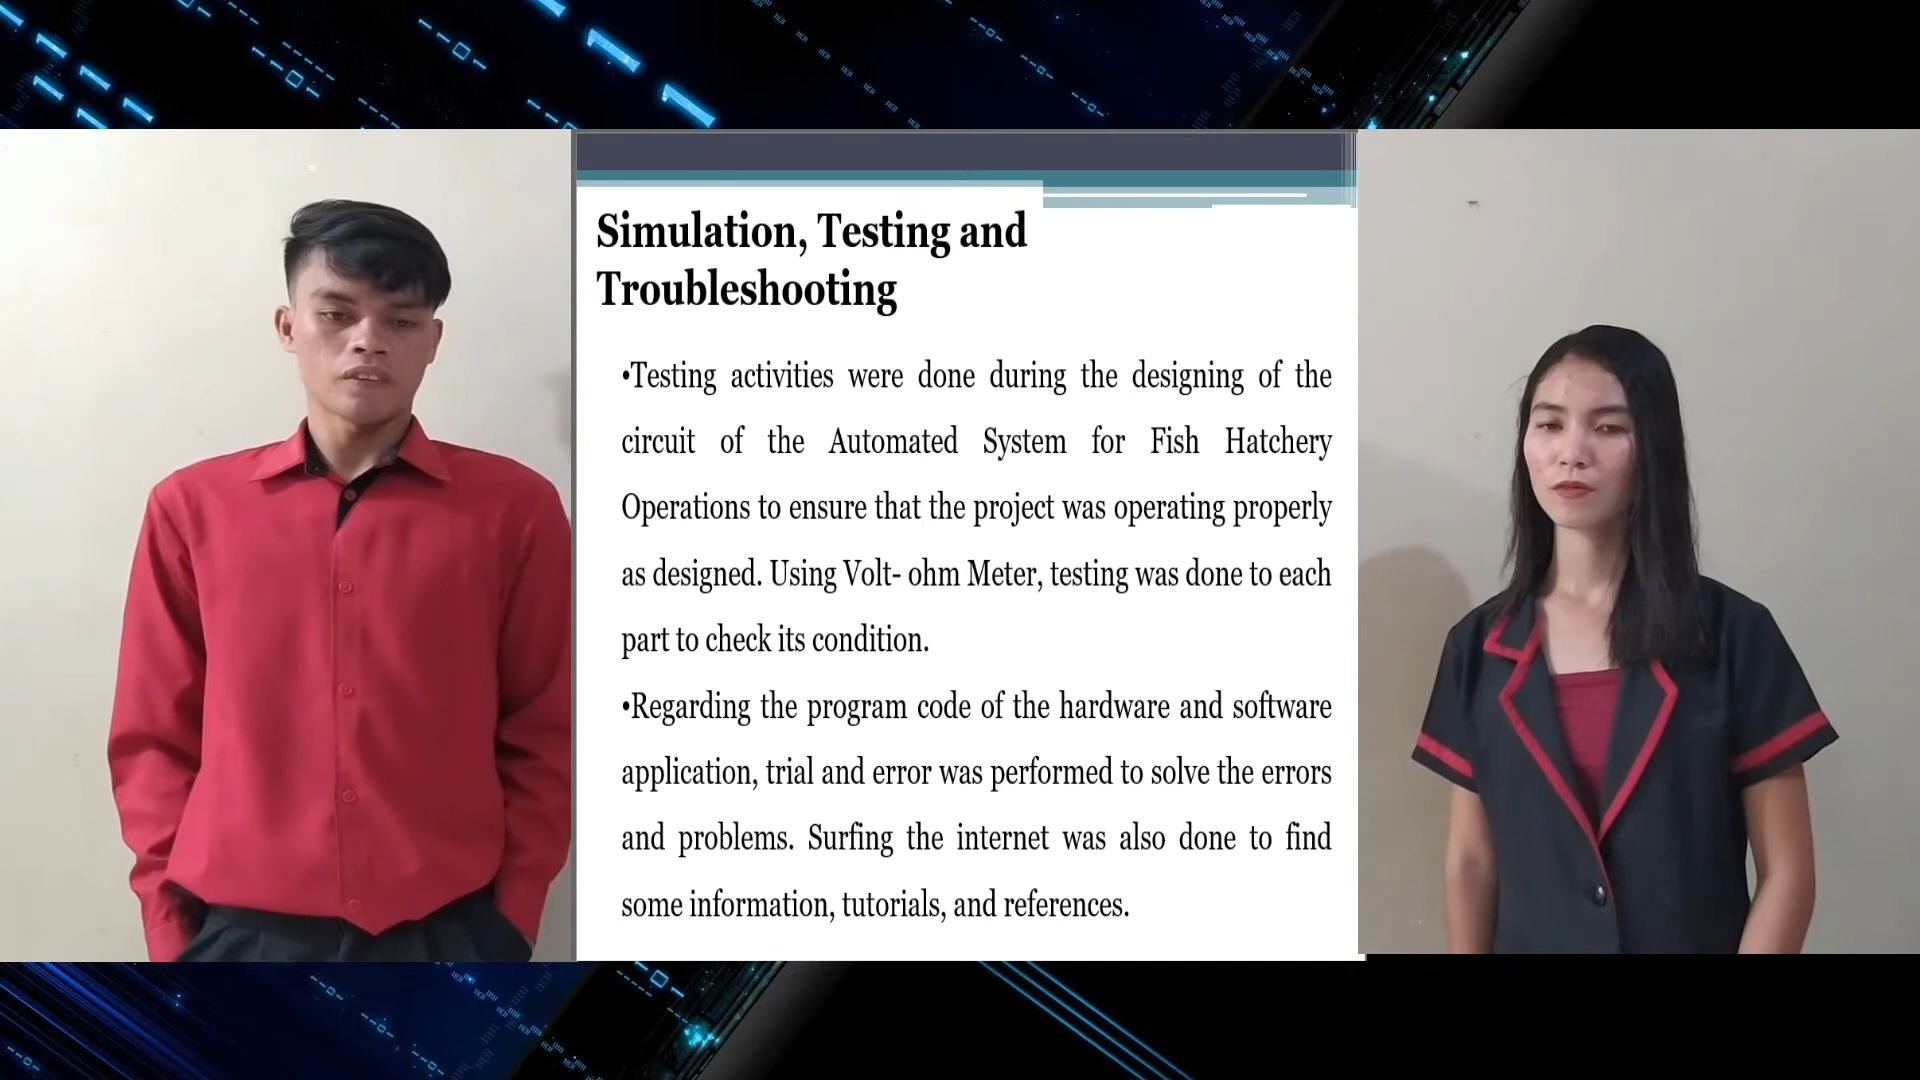 Simulation, Testing and
Troubleshooting
•Testing activities were done during the designing of the
circuit of the Automated System for Fish Hatchery
Operations to ensure that the project was operating properly
as designed. Using Volt- ohm Meter, testing was done to each
part to check its condition.
•Regarding the program code of the hardware and software
application, trial and error was performed to solve the errors
and problems. Surfing the internet was also done to find
some information, tutorials, and references.